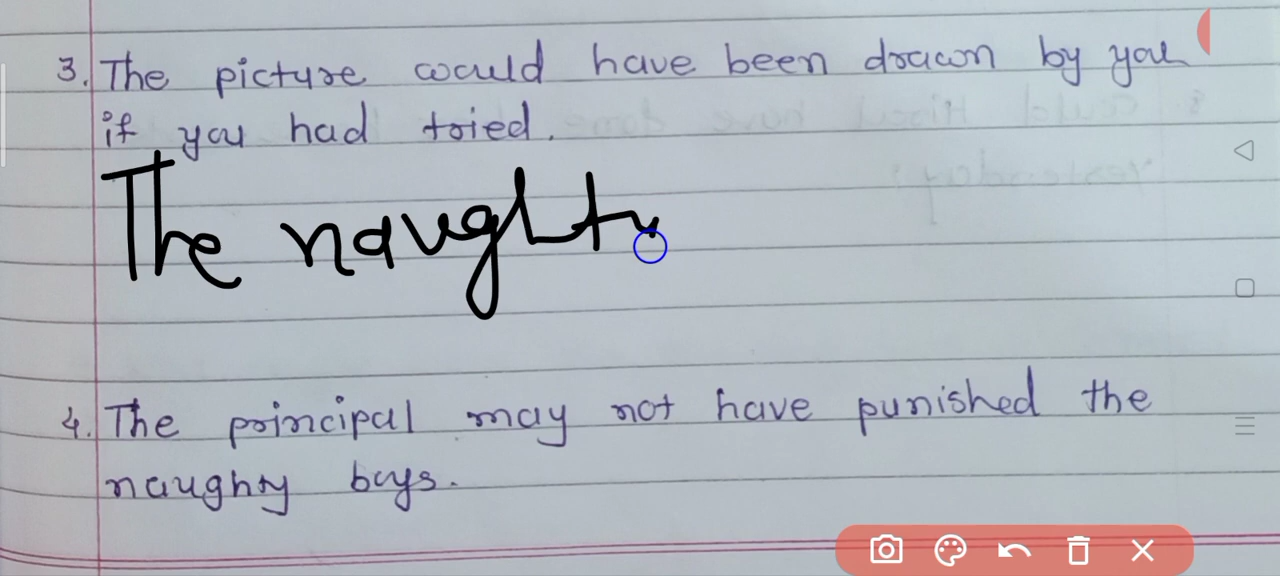 3. The picture would have been drawn by you
if you had tried.
The naughty
4. The principal may not have punished the
naughty boys.